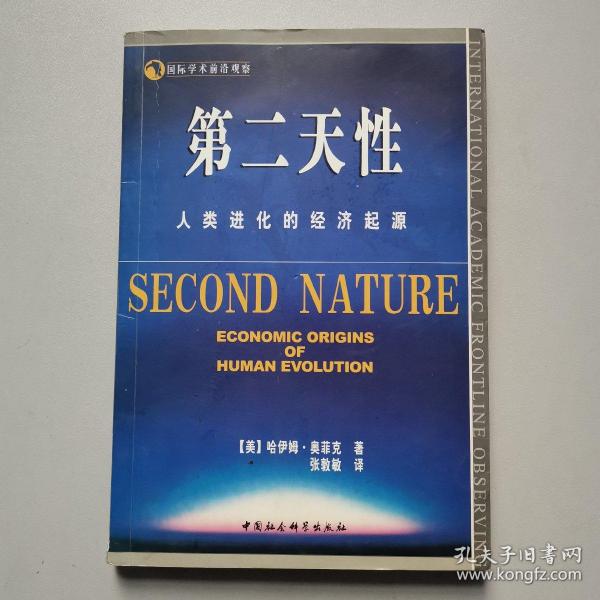 国际学术前沿观察
第二天性
人类进化的经济起源
SECOND NATURE
ECONOMIC ORIGINS
OF
HUMAN EVOLUTION
【美】哈伊姆·奥菲克 著
张敦敏 译
中国社会科学出版社
INTERNATIONAL ACADEMIC FRONTLINE OBSERVING
孔夫子旧书网
www.kongfz.com